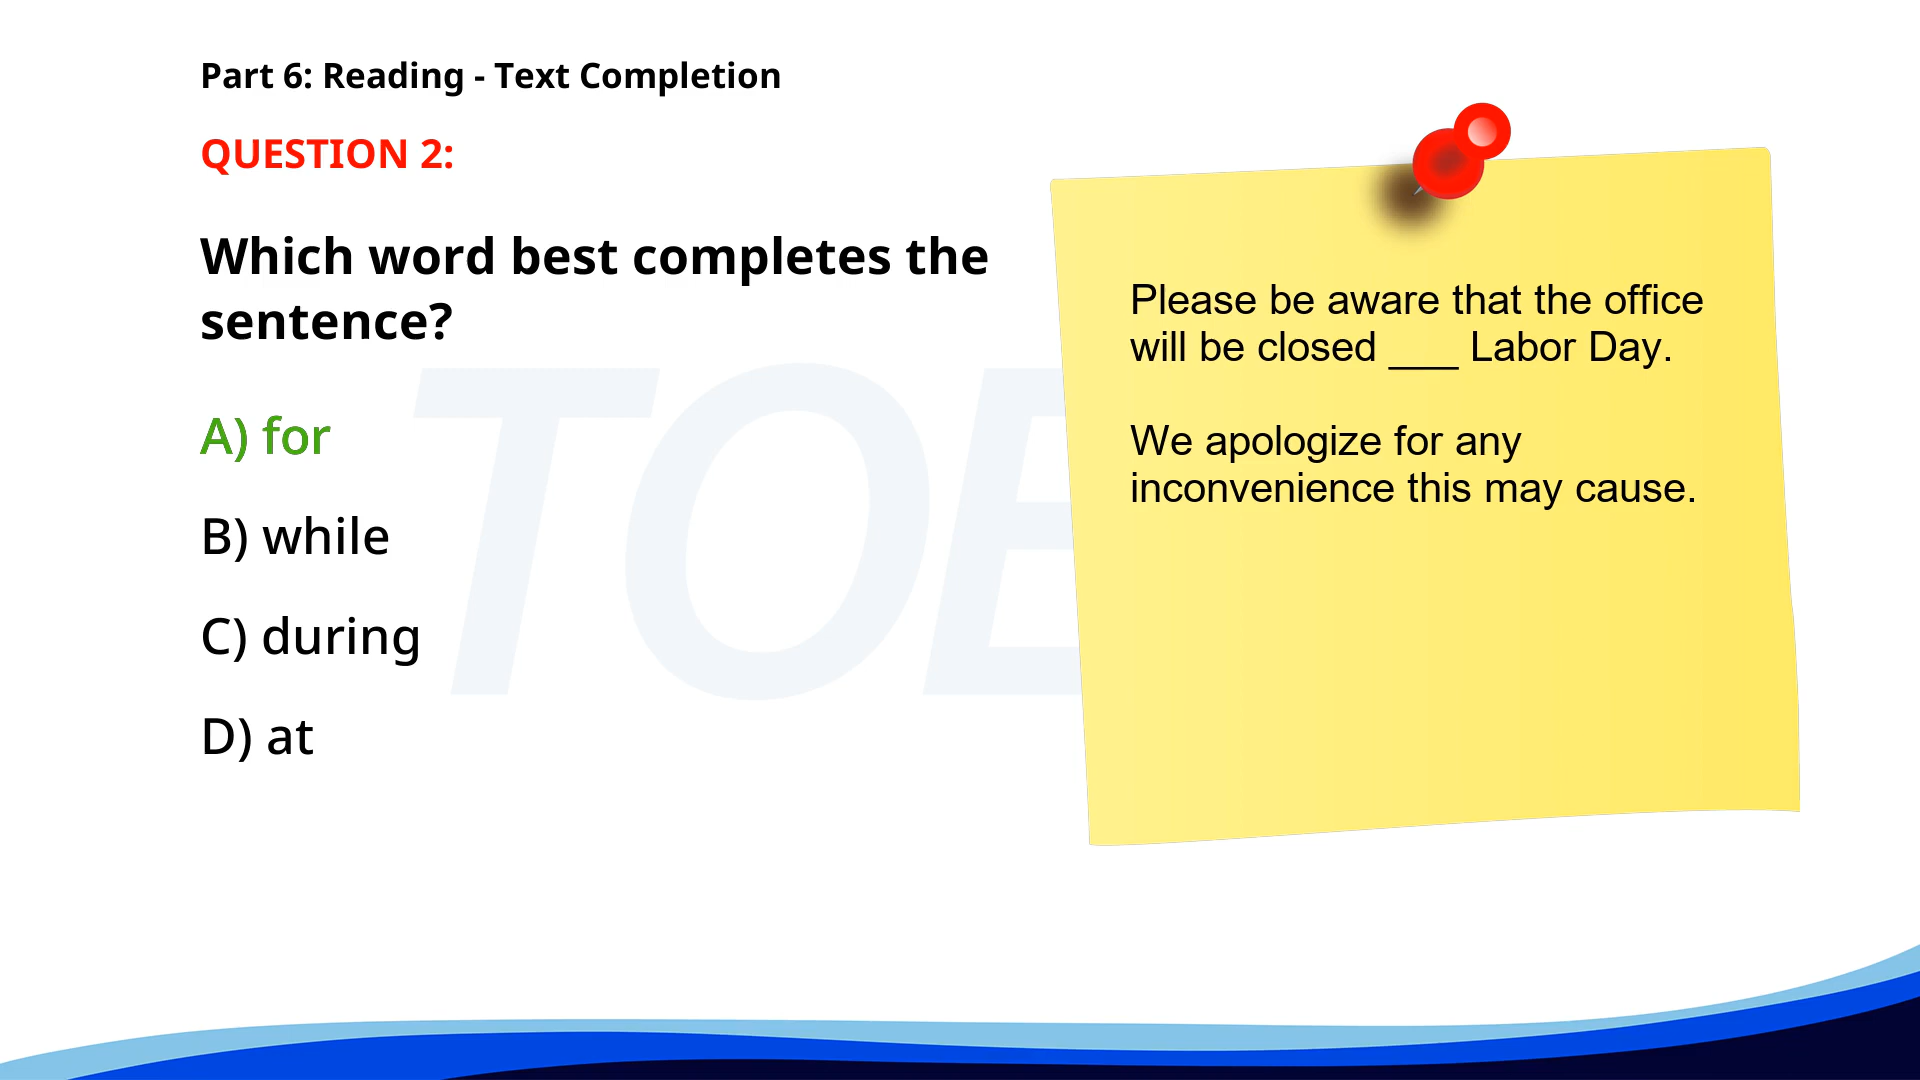 Part 6: Reading - Text Completion
QUESTION 2:
Which word best completes the
sentence?
A) for
B) while
C) during
D) at
Please be aware that the office
will be closed ___ Labor Day.
We apologize for any
inconvenience this may cause.
TOE